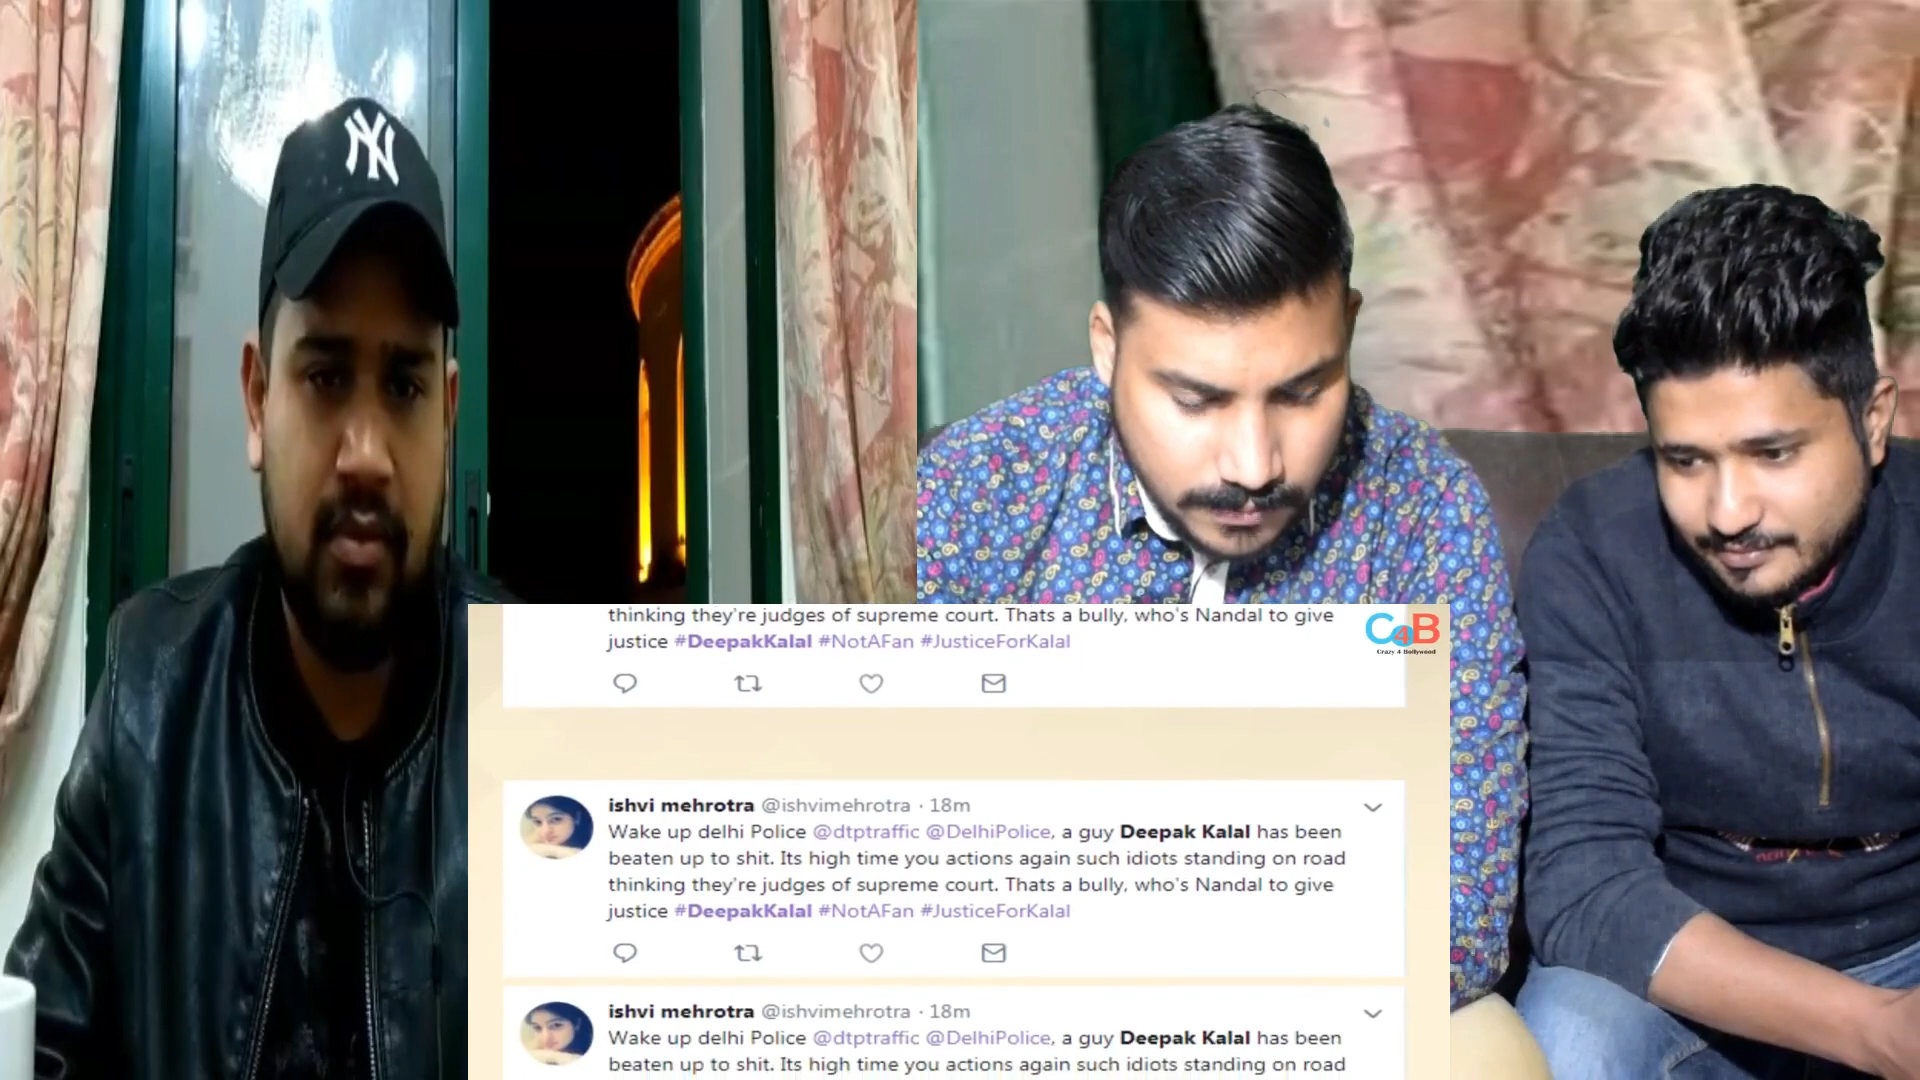 NY
thinking they're judges of supreme court. Thats a bully, who's Nandal to give
justice #DeepakKalal #NotAFan #JusticeForKalal
C4B
Crazy 4 Bollywood
ishvi mehrotra @ishvimehrotra · 18m
Wake up delhi Police @dtptraffic @DelhiPolice, a guy Deepak Kalal has been
beaten up to shit. Its high time you actions again such idiots standing on road
thinking they're judges of supreme court. Thats a bully, who's Nandal to give
justice #DeepakKalal #NotAFan #JusticeForKalal
ishvi mehrotra @ishvimehrotra · 18m
Wake up delhi Police @dtptraffic @DelhiPolice, a guy Deepak Kalal has been
beaten up to shit. Its high time you actions again such idiots standing on road